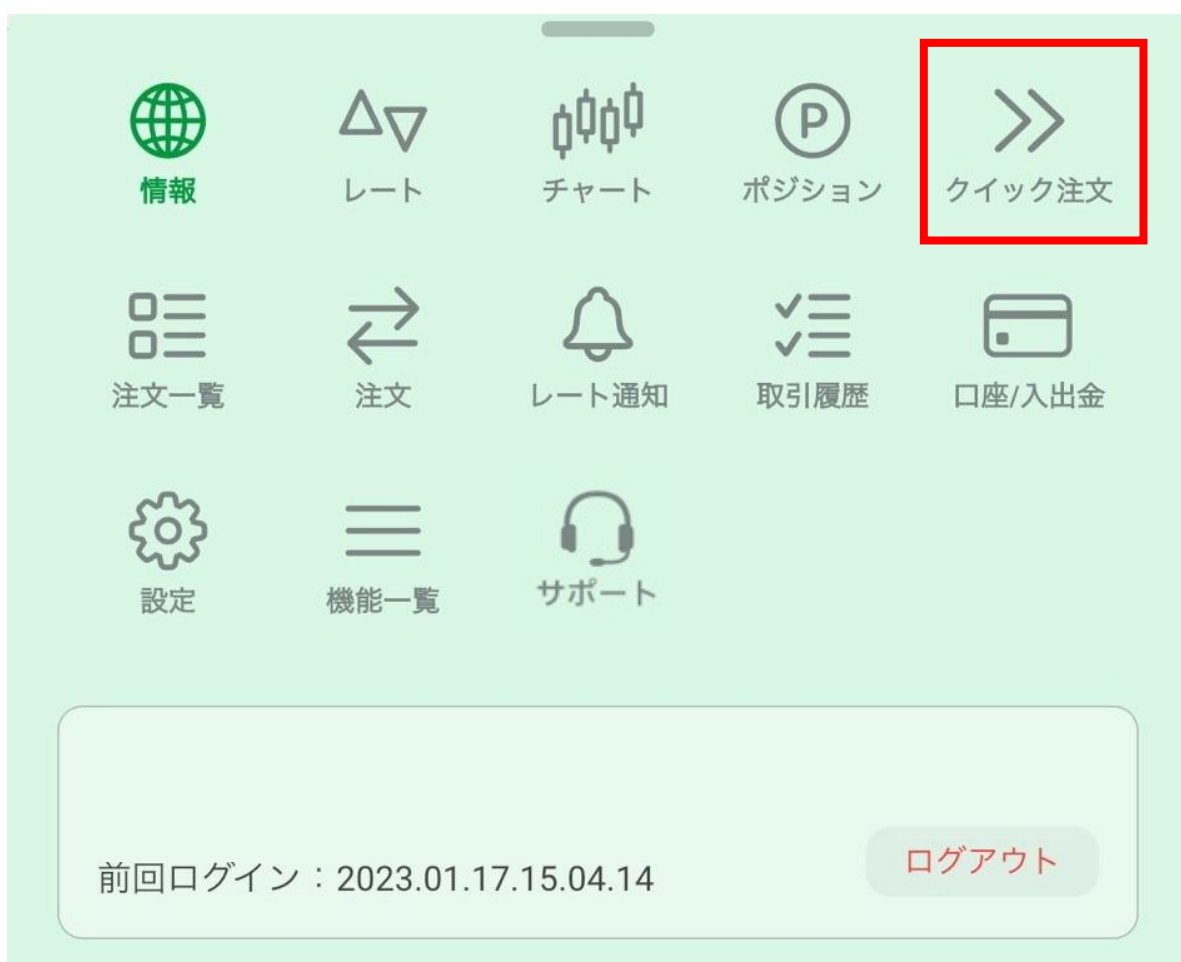 情報 レート チャート P ポジション クイック注文
注文一覧 注文 レート通知 取引履歴 口座/入出金
設定 機能一覧 サポート
前回ログイン：2023.01.17.15.04.14 ログアウト